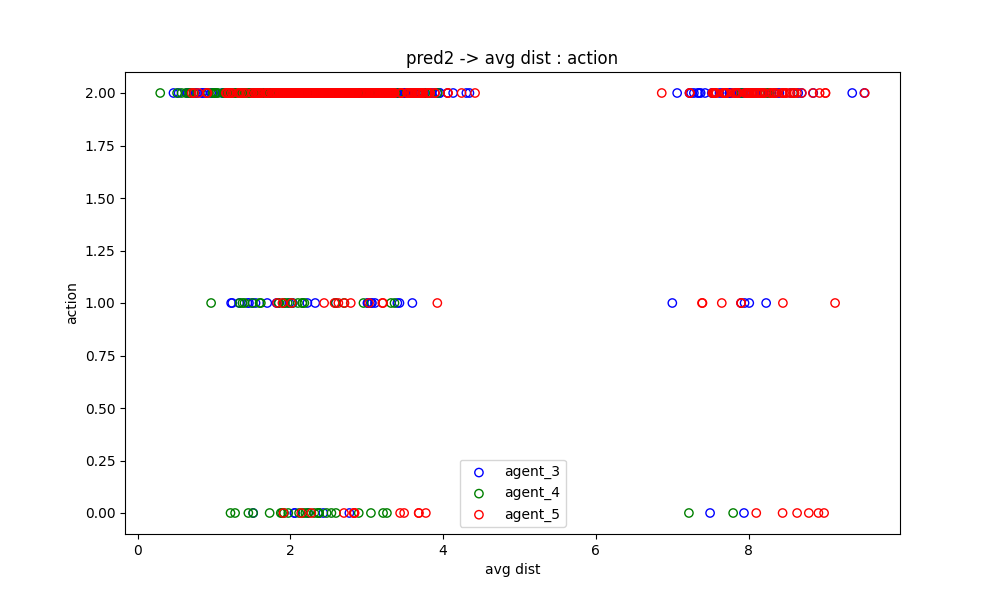 pred2 -> avg dist : action
2.00
1.75
1.50
1.25
1.00
0.75
0.50
0.25
0.00
action
agent_3
agent_4
agent_5
0 2 4 6 8
avg dist